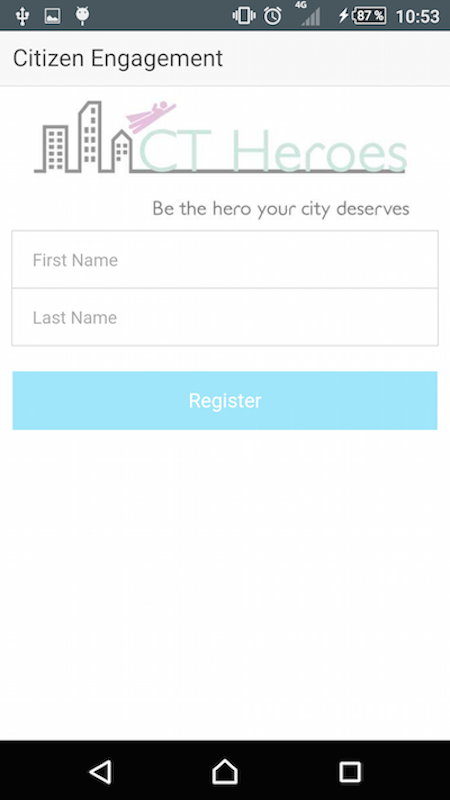 4G 87 % 10:53
Citizen Engagement
CT Heroes
Be the hero your city deserves
First Name
Last Name
Register